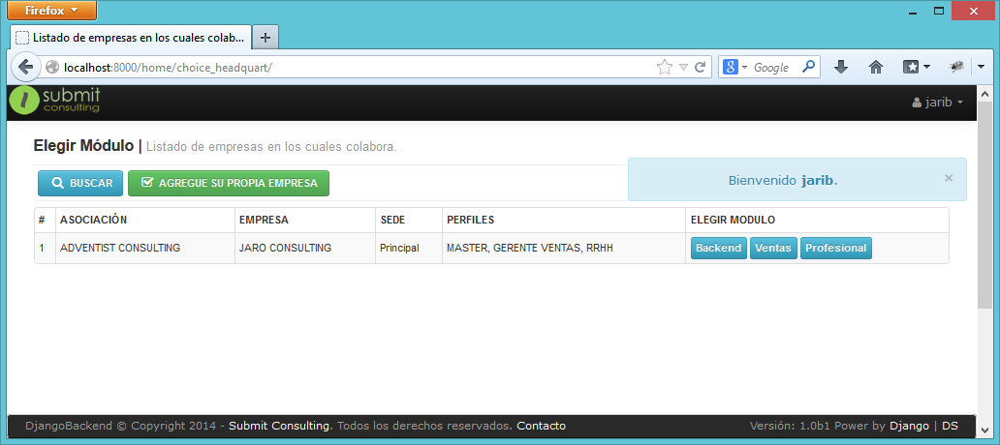 Firefox
Listado de empresas en los cuales colab...
localhost:8000/home/choice_headquart/
Google
submit
consulting
jarib
Elegir Módulo | Listado de empresas en los cuales colabora.
BUSCAR AGREGUE SU PROPIA EMPRESA
Bienvenido jarib. ×
# ASOCIACIÓN EMPRESA SEDE PERFILES ELEGIR MODULO
1 ADVENTIST CONSULTING JARO CONSULTING Principal MASTER, GERENTE VENTAS, RRHH Backend Ventas Profesional
DjangoBackend © Copyright 2014 - Submit Consulting. Todos los derechos reservados. Contacto Versión: 1.0b1 Power by Django | DS